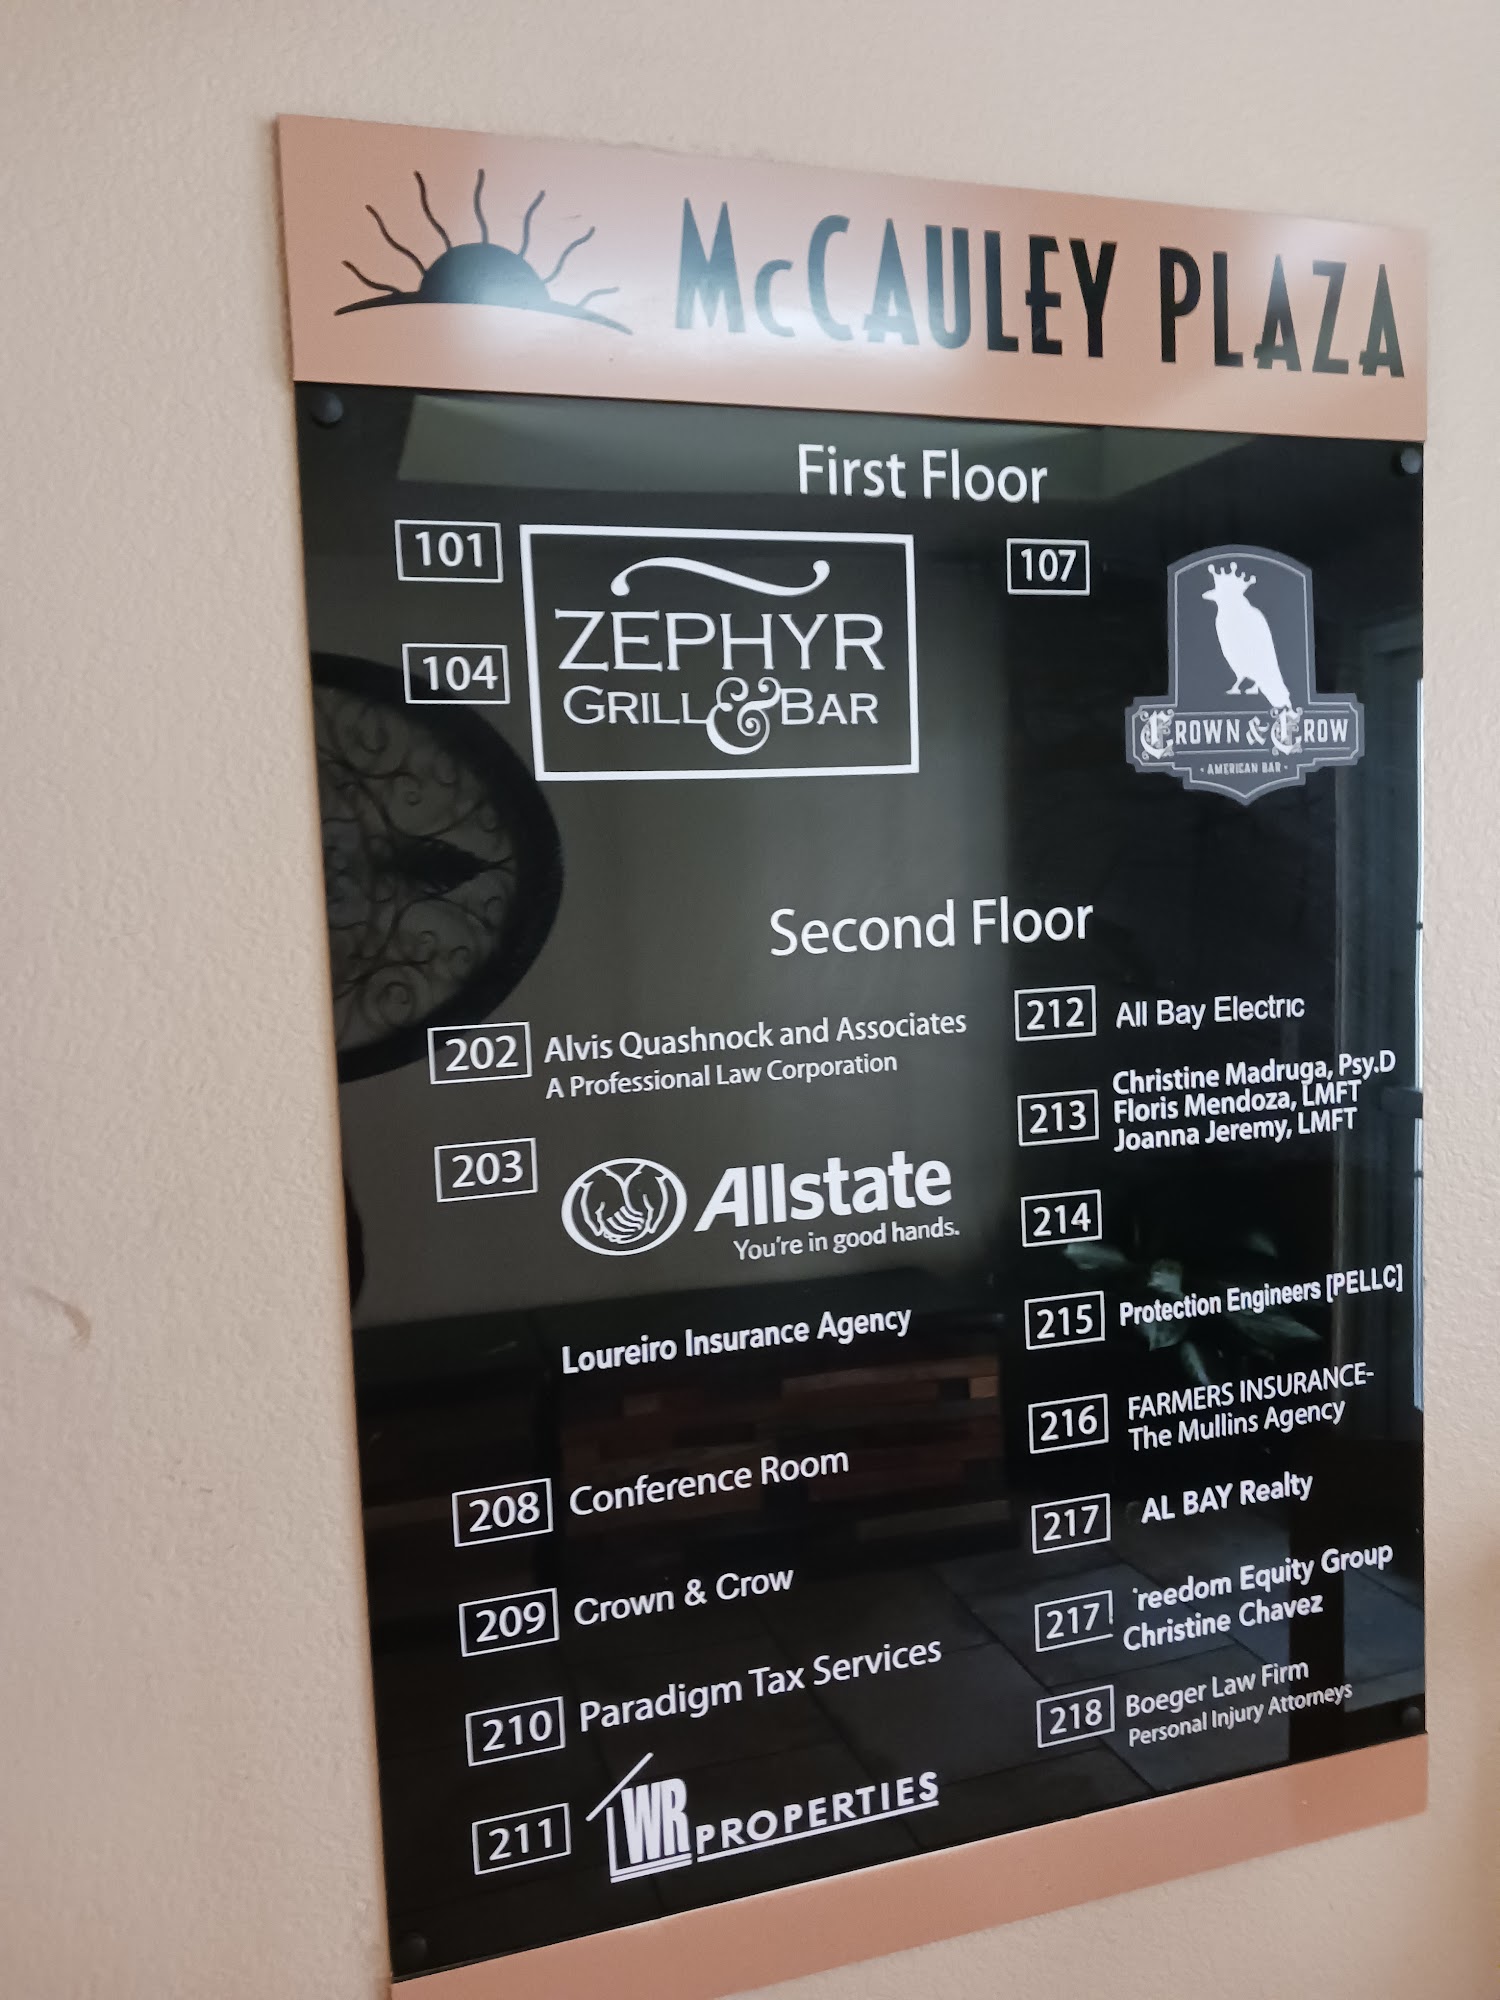 McCAULEY PLAZA
First Floor
101
104
ZEPHYR
GRILL & BAR
107
CROWN & CROW
· AMERICAN BAR ·
Second Floor
202 Alvis Quashnock and Associates
A Professional Law Corporation
203 Allstate
You're in good hands.
Loureiro Insurance Agency
208 Conference Room
209 Crown & Crow
210 Paradigm Tax Services
211 WR PROPERTIES
212 All Bay Electric
213 Christine Madruga, Psy.D
Floris Mendoza, LMFT
Joanna Jeremy, LMFT
214
215 Protection Engineers [PELLC]
216 FARMERS INSURANCE-
The Mullins Agency
217 AL BAY Realty
217 reedom Equity Group
Christine Chavez
218 Boeger Law Firm
Personal Injury Attorneys